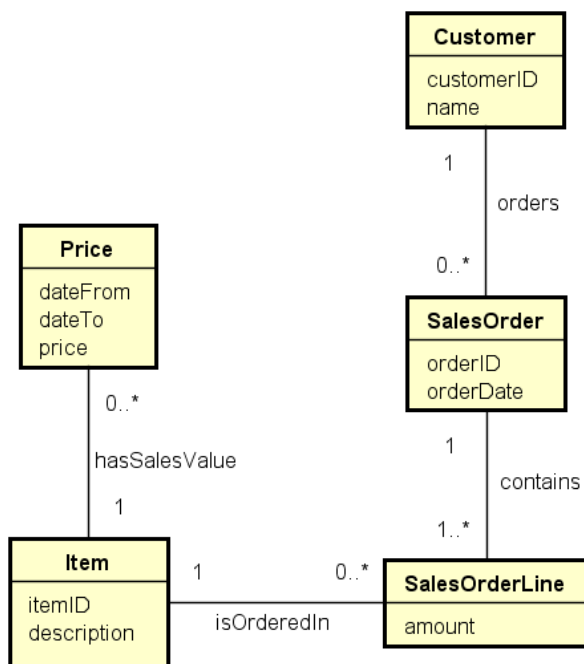 Customer
customerID
name
1
orders
0..*
Price
dateFrom
dateTo
price
SalesOrder
orderID
orderDate
0..*
hasSalesValue
1
1
contains
1..*
Item
itemID
description
1
0..*
isOrderedIn
SalesOrderLine
amount